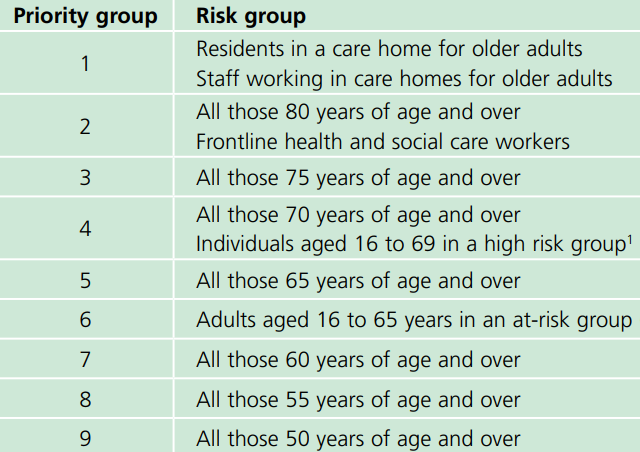 Priority group Risk group
1
Residents in a care home for older adults
Staff working in care homes for older adults
2
All those 80 years of age and over
Frontline health and social care workers
3 All those 75 years of age and over
4
All those 70 years of age and over
Individuals aged 16 to 69 in a high risk group¹
5 All those 65 years of age and over
6 Adults aged 16 to 65 years in an at-risk group
7 All those 60 years of age and over
8 All those 55 years of age and over
9 All those 50 years of age and over